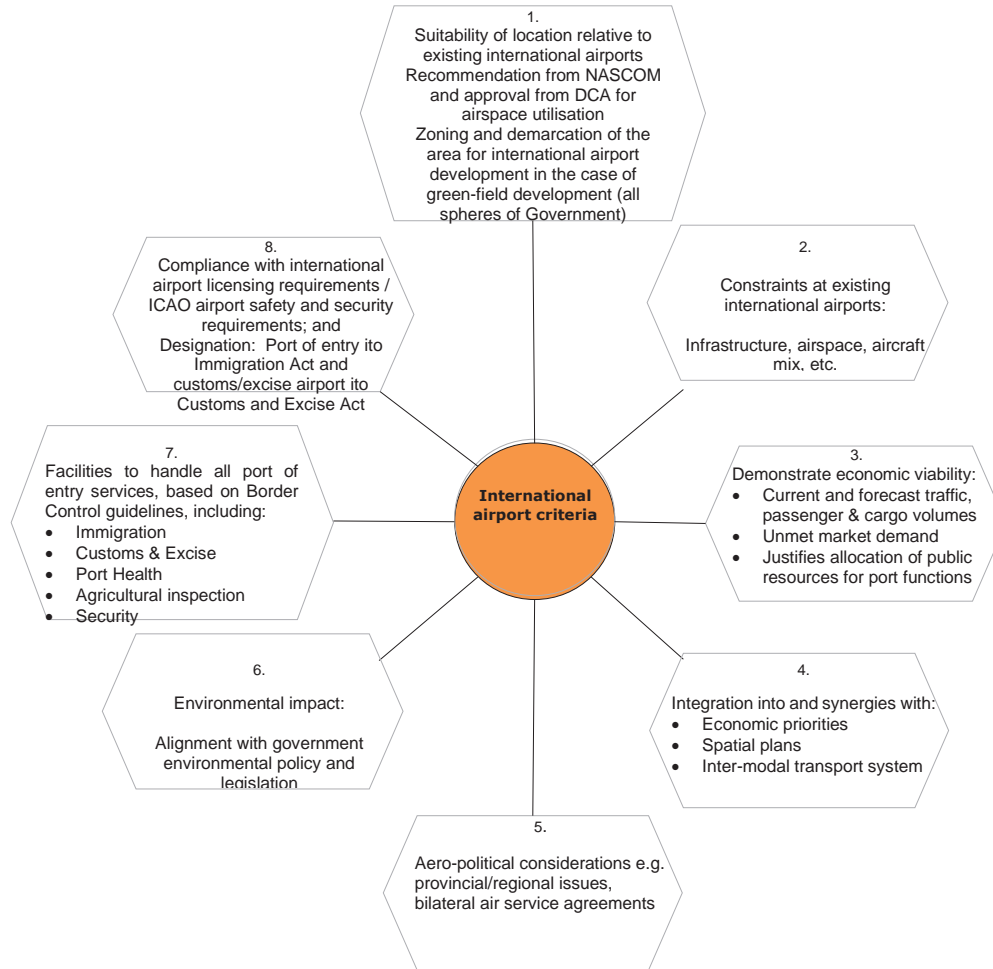 1.
Suitability of location relative to
existing international airports
Recommendation from NASCOM
and approval from DCA for
airspace utilisation
Zoning and demarcation of the
area for international airport
development in the case of
green-field development (all
spheres of Government)
2.
Constraints at existing
international airports:
Infrastructure, airspace, aircraft
mix, etc.
3.
Demonstrate economic viability:
• Current and forecast traffic,
passenger & cargo volumes
• Unmet market demand
• Justifies allocation of public
resources for port functions
4.
Integration into and synergies with:
• Economic priorities
• Spatial plans
• Inter-modal transport system
5.
Aero-political considerations e.g.
provincial/regional issues,
bilateral air service agreements
6.
Environmental impact:
Alignment with government
environmental policy and
legislation
7.
Facilities to handle all port of
entry services, based on Border
Control guidelines, including:
• Immigration
• Customs & Excise
• Port Health
• Agricultural inspection
• Security
8.
Compliance with international
airport licensing requirements /
ICAO airport safety and security
requirements; and
Designation: Port of entry ito
Immigration Act and
customs/excise airport ito
Customs and Excise Act
International
airport criteria